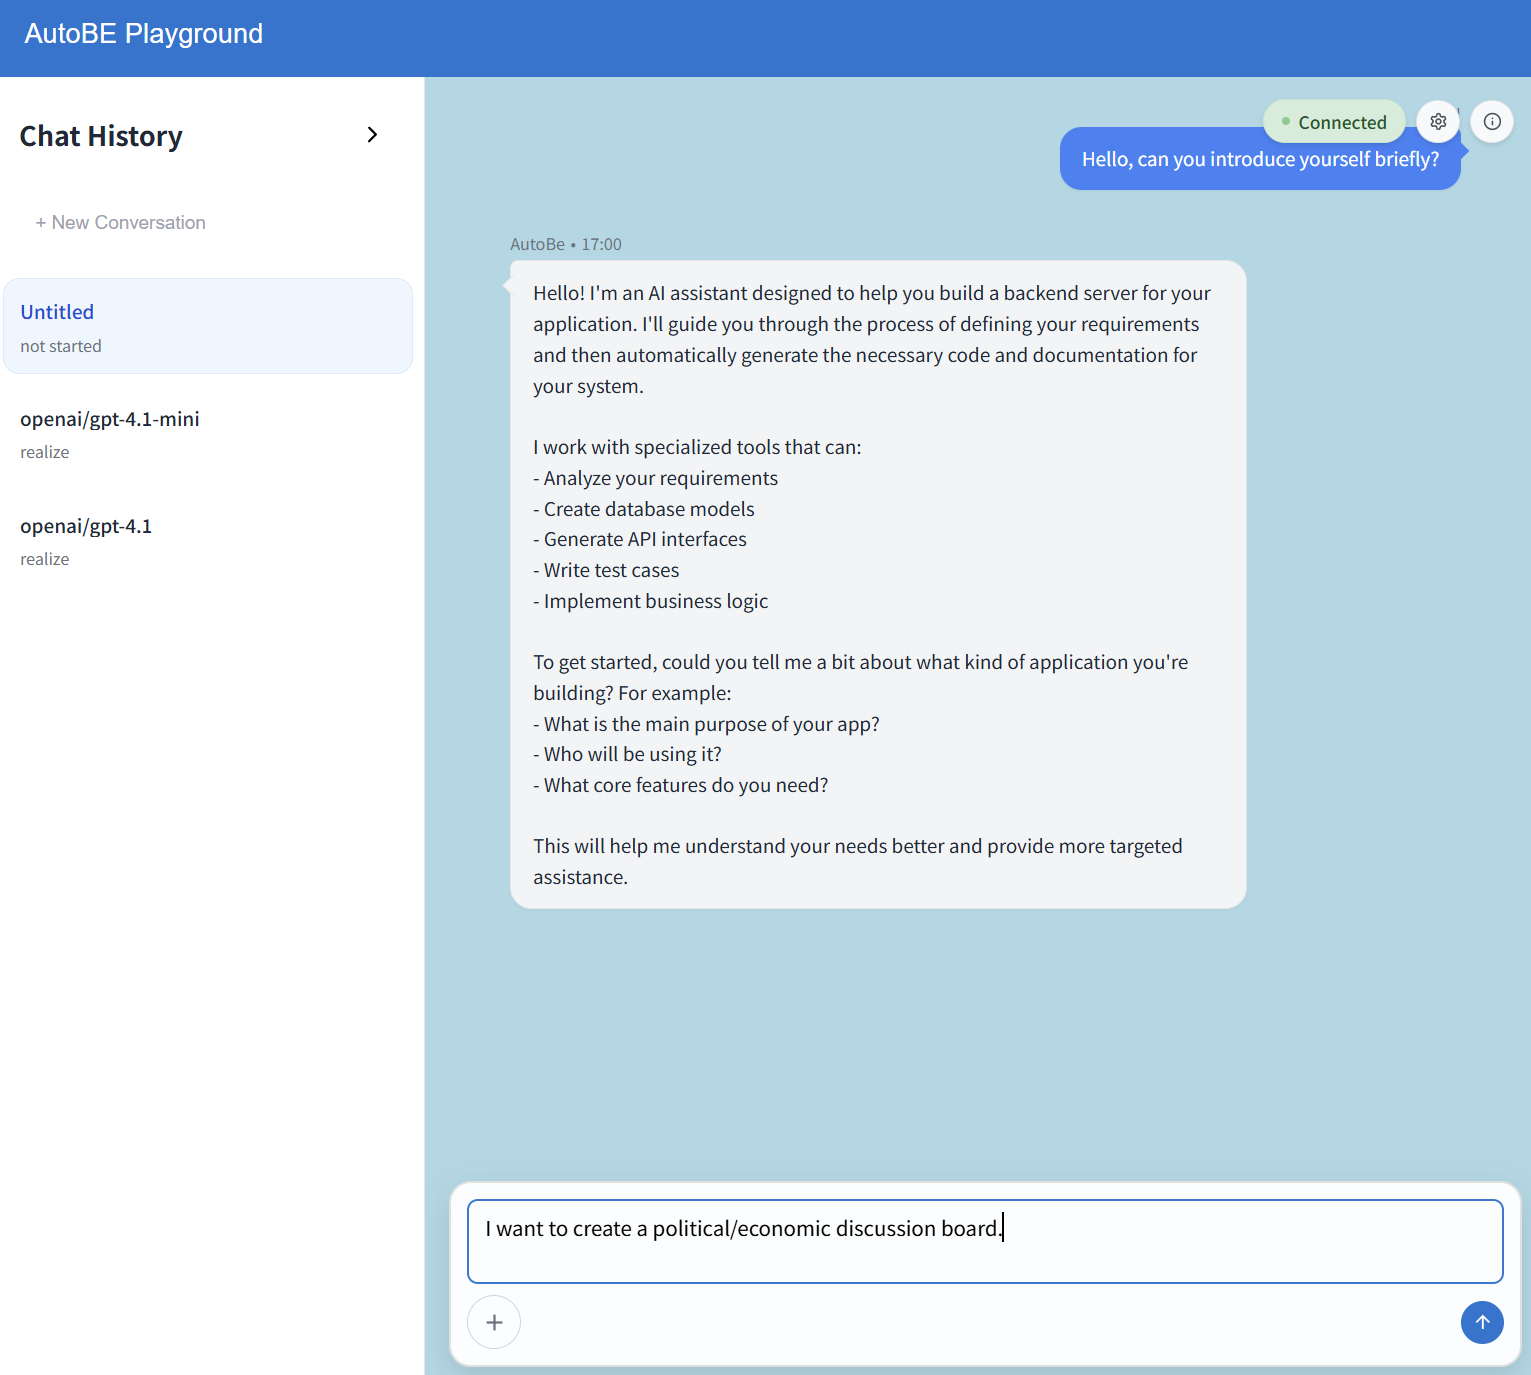 AutoBE Playground
Chat History
+ New Conversation
Untitled
not started
openai/gpt-4.1-mini
realize
openai/gpt-4.1
realize
Connected
Hello, can you introduce yourself briefly?
AutoBe • 17:00
Hello! I'm an AI assistant designed to help you build a backend server for your
application. I'll guide you through the process of defining your requirements
and then automatically generate the necessary code and documentation for
your system.
I work with specialized tools that can:
- Analyze your requirements
- Create database models
- Generate API interfaces
- Write test cases
- Implement business logic
To get started, could you tell me a bit about what kind of application you're
building? For example:
- What is the main purpose of your app?
- Who will be using it?
- What core features do you need?
This will help me understand your needs better and provide more targeted
assistance.
I want to create a political/economic discussion board.